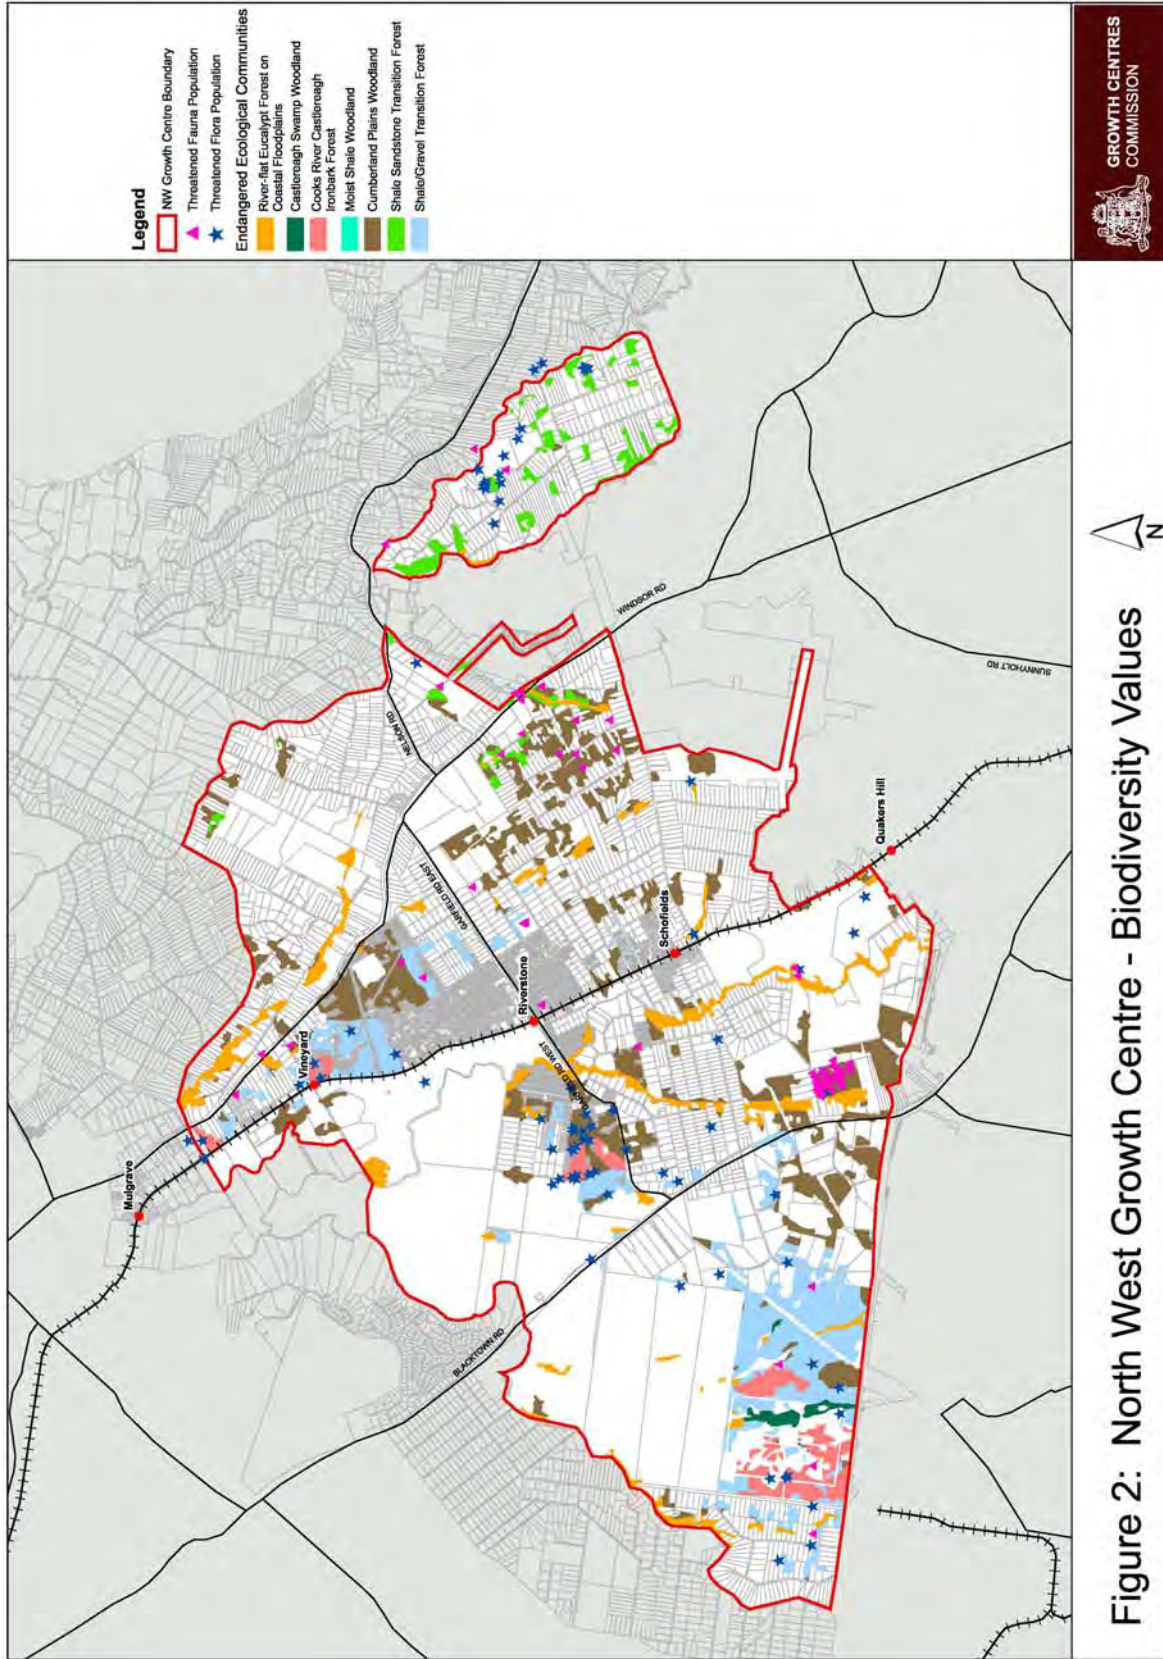 Legend
NW Growth Centre Boundary
Threatened Fauna Population
Threatened Flora Population
Endangered Ecological Communities
River-flat Eucalypt Forest on
Coastal Floodplains
Castlereagh Swamp Woodland
Cooks River Castlereagh
Ironbark Forest
Moist Shale Woodland
Cumberland Plains Woodland
Shale Sandstone Transition Forest
Shale/Gravel Transition Forest
Mulgrave
Vineyard
NELSON RD
GARFIELD RD EAST
Riverstone
GARFIELD RD WEST
BLACKTOWN RD
WINDSOR RD
Schofields
Quakers Hill
SUNNYHOLT RD
Figure 2: North West Growth Centre - Biodiversity Values
N
GROWTH CENTRES
COMMISSION